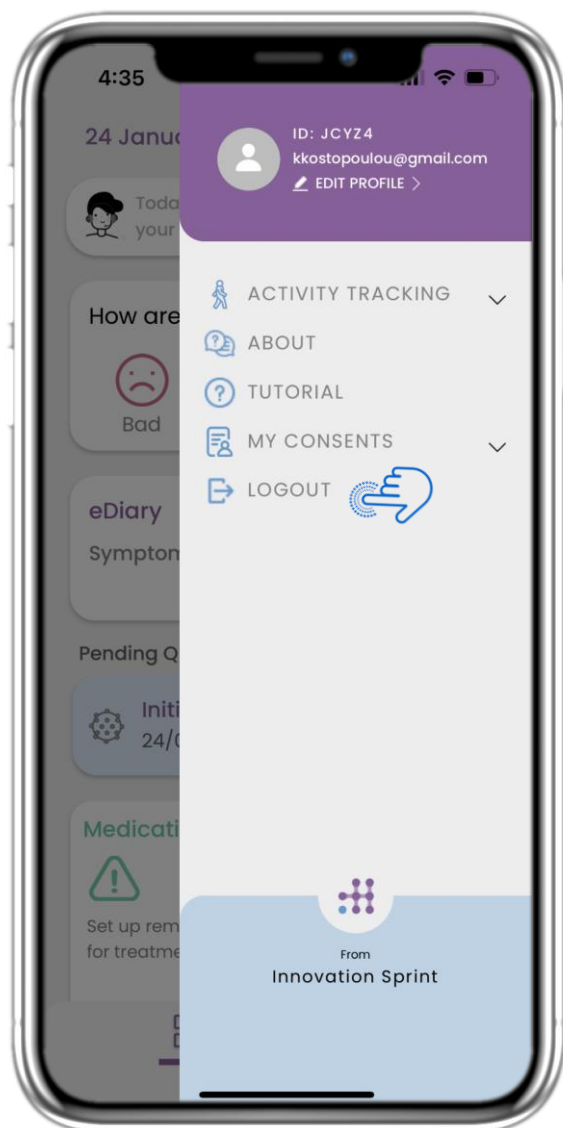 4:35
24 Janua
ID: JCYZ4
kkostopoulou@gmail.com
EDIT PROFILE >
Toda
your
ACTIVITY TRACKING
How are
ABOUT
TUTORIAL
Bad
MY CONSENTS
LOGOUT
eDiary
Symptom
Pending Q
Initi
24/0
Medicati
Set up rem
for treatme
From
Innovation Sprint